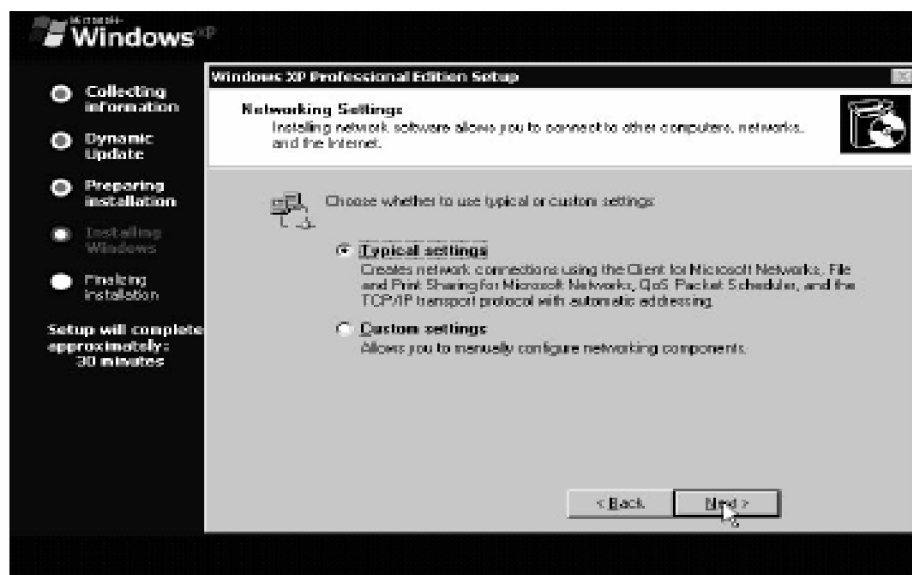 Microsoft
Windows xp
Collecting
information
Dynamic
Update
Preparing
installation
Installing
Windows
Finalizing
installation
Setup will complete
approximately:
30 minutes
Windows XP Professional Edition Setup
Networking Settings
Installing network software allows you to connect to other computers, networks,
and the Internet.
Choose whether to use typical or custom settings:
Typical settings
Creates network connections using the Client for Microsoft Networks, File
and Print Sharing for Microsoft Networks, QoS Packet Scheduler, and the
TCP/IP transport protocol with automatic addressing.
Custom settings
Allows you to manually configure networking components.
< Back
Next >